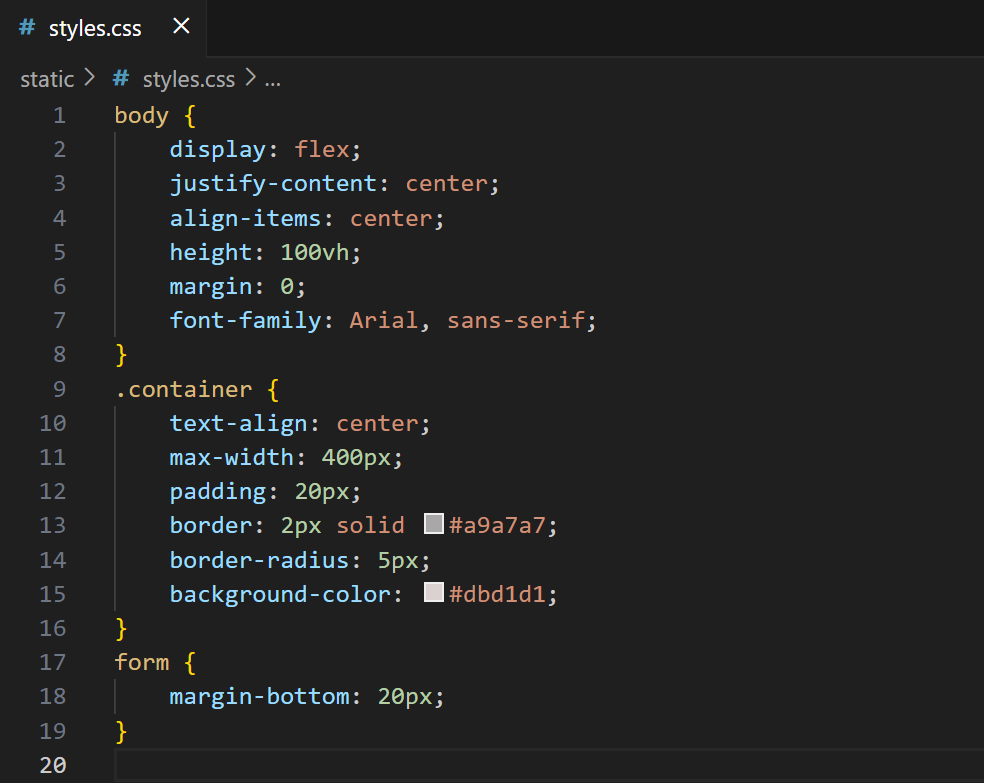 # styles.css ×
static > # styles.css > ...
1 body {
2     display: flex;
3     justify-content: center;
4     align-items: center;
5     height: 100vh;
6     margin: 0;
7     font-family: Arial, sans-serif;
8 }
9 .container {
10     text-align: center;
11     max-width: 400px;
12     padding: 20px;
13     border: 2px solid #a9a7a7;
14     border-radius: 5px;
15     background-color: #dbd1d1;
16 }
17 form {
18     margin-bottom: 20px;
19 }
20